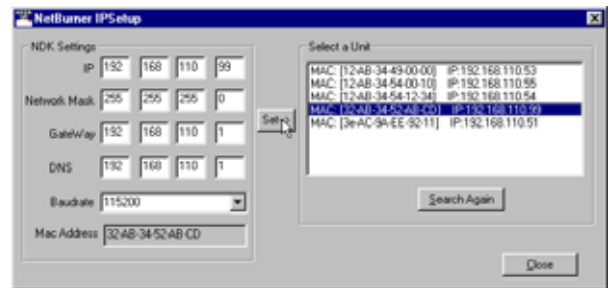 NetBurner IPSetup
NDK Settings
IP 192 168 110 99
Network Mask 255 255 255 0
GateWay 192 168 110 1
DNS 192 168 110 1
Baudrate 115200
Mac Address 32-AB-34-52-AB-CD
Set->
Select a Unit
MAC: [12-AB-34-49-00-00] IP:192.168.110.53
MAC: [12-AB-34-54-00-10] IP:192.168.110.55
MAC: [12-AB-34-54-12-34] IP:192.168.110.54
MAC: [32-AB-34-52-AB-CD] IP:192.168.110.99
MAC: [3e-AC-9A-EE-92-11] IP:192.168.110.51
Search Again
Close